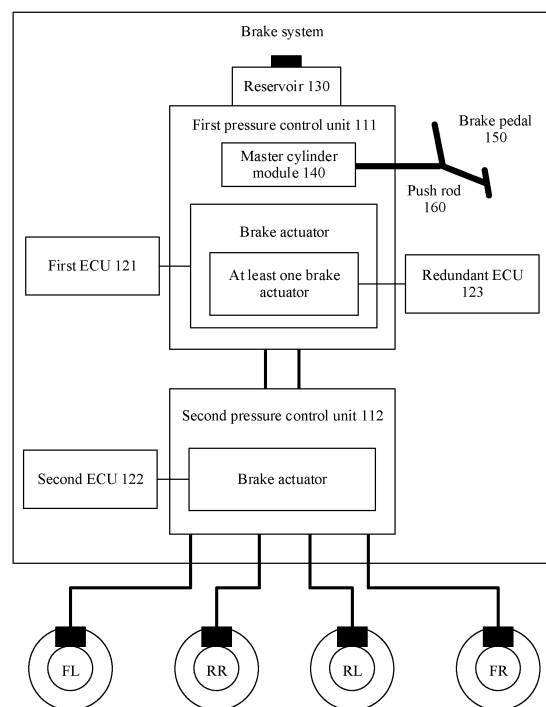 Brake system
Reservoir 130
First pressure control unit 111
Brake pedal
150
Master cylinder
module 140
Push rod
160
Brake actuator
First ECU 121
At least one brake
actuator
Redundant ECU
123
Second pressure control unit 112
Second ECU 122
Brake actuator
FL
RR
RL
FR